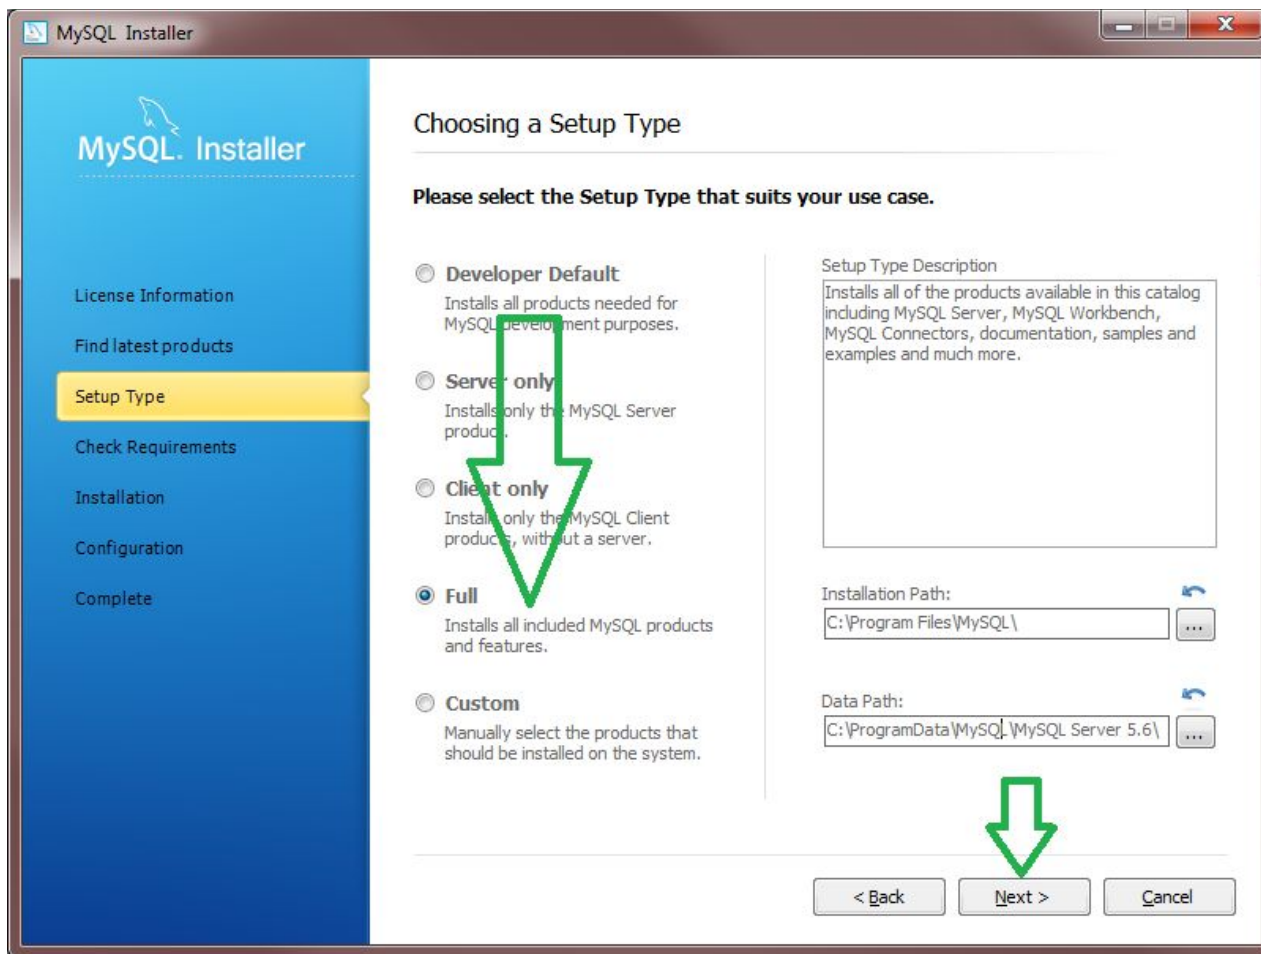 MySQL Installer
MySQL. Installer
License Information
Find latest products
Setup Type
Check Requirements
Installation
Configuration
Complete
Choosing a Setup Type
Please select the Setup Type that suits your use case.
Developer Default
Installs all products needed for
MySQL development purposes.
Server only
Installs only the MySQL Server
product.
Client only
Installs only the MySQL Client
products, without a server.
Full
Installs all included MySQL products
and features.
Custom
Manually select the products that
should be installed on the system.
Setup Type Description
Installs all of the products available in this catalog
including MySQL Server, MySQL Workbench,
MySQL Connectors, documentation, samples and
examples and much more.
Installation Path:
C:\Program Files\MySQL\
...
Data Path:
C:\ProgramData\MySQL\MySQL Server 5.6\
...
< Back
Next >
Cancel